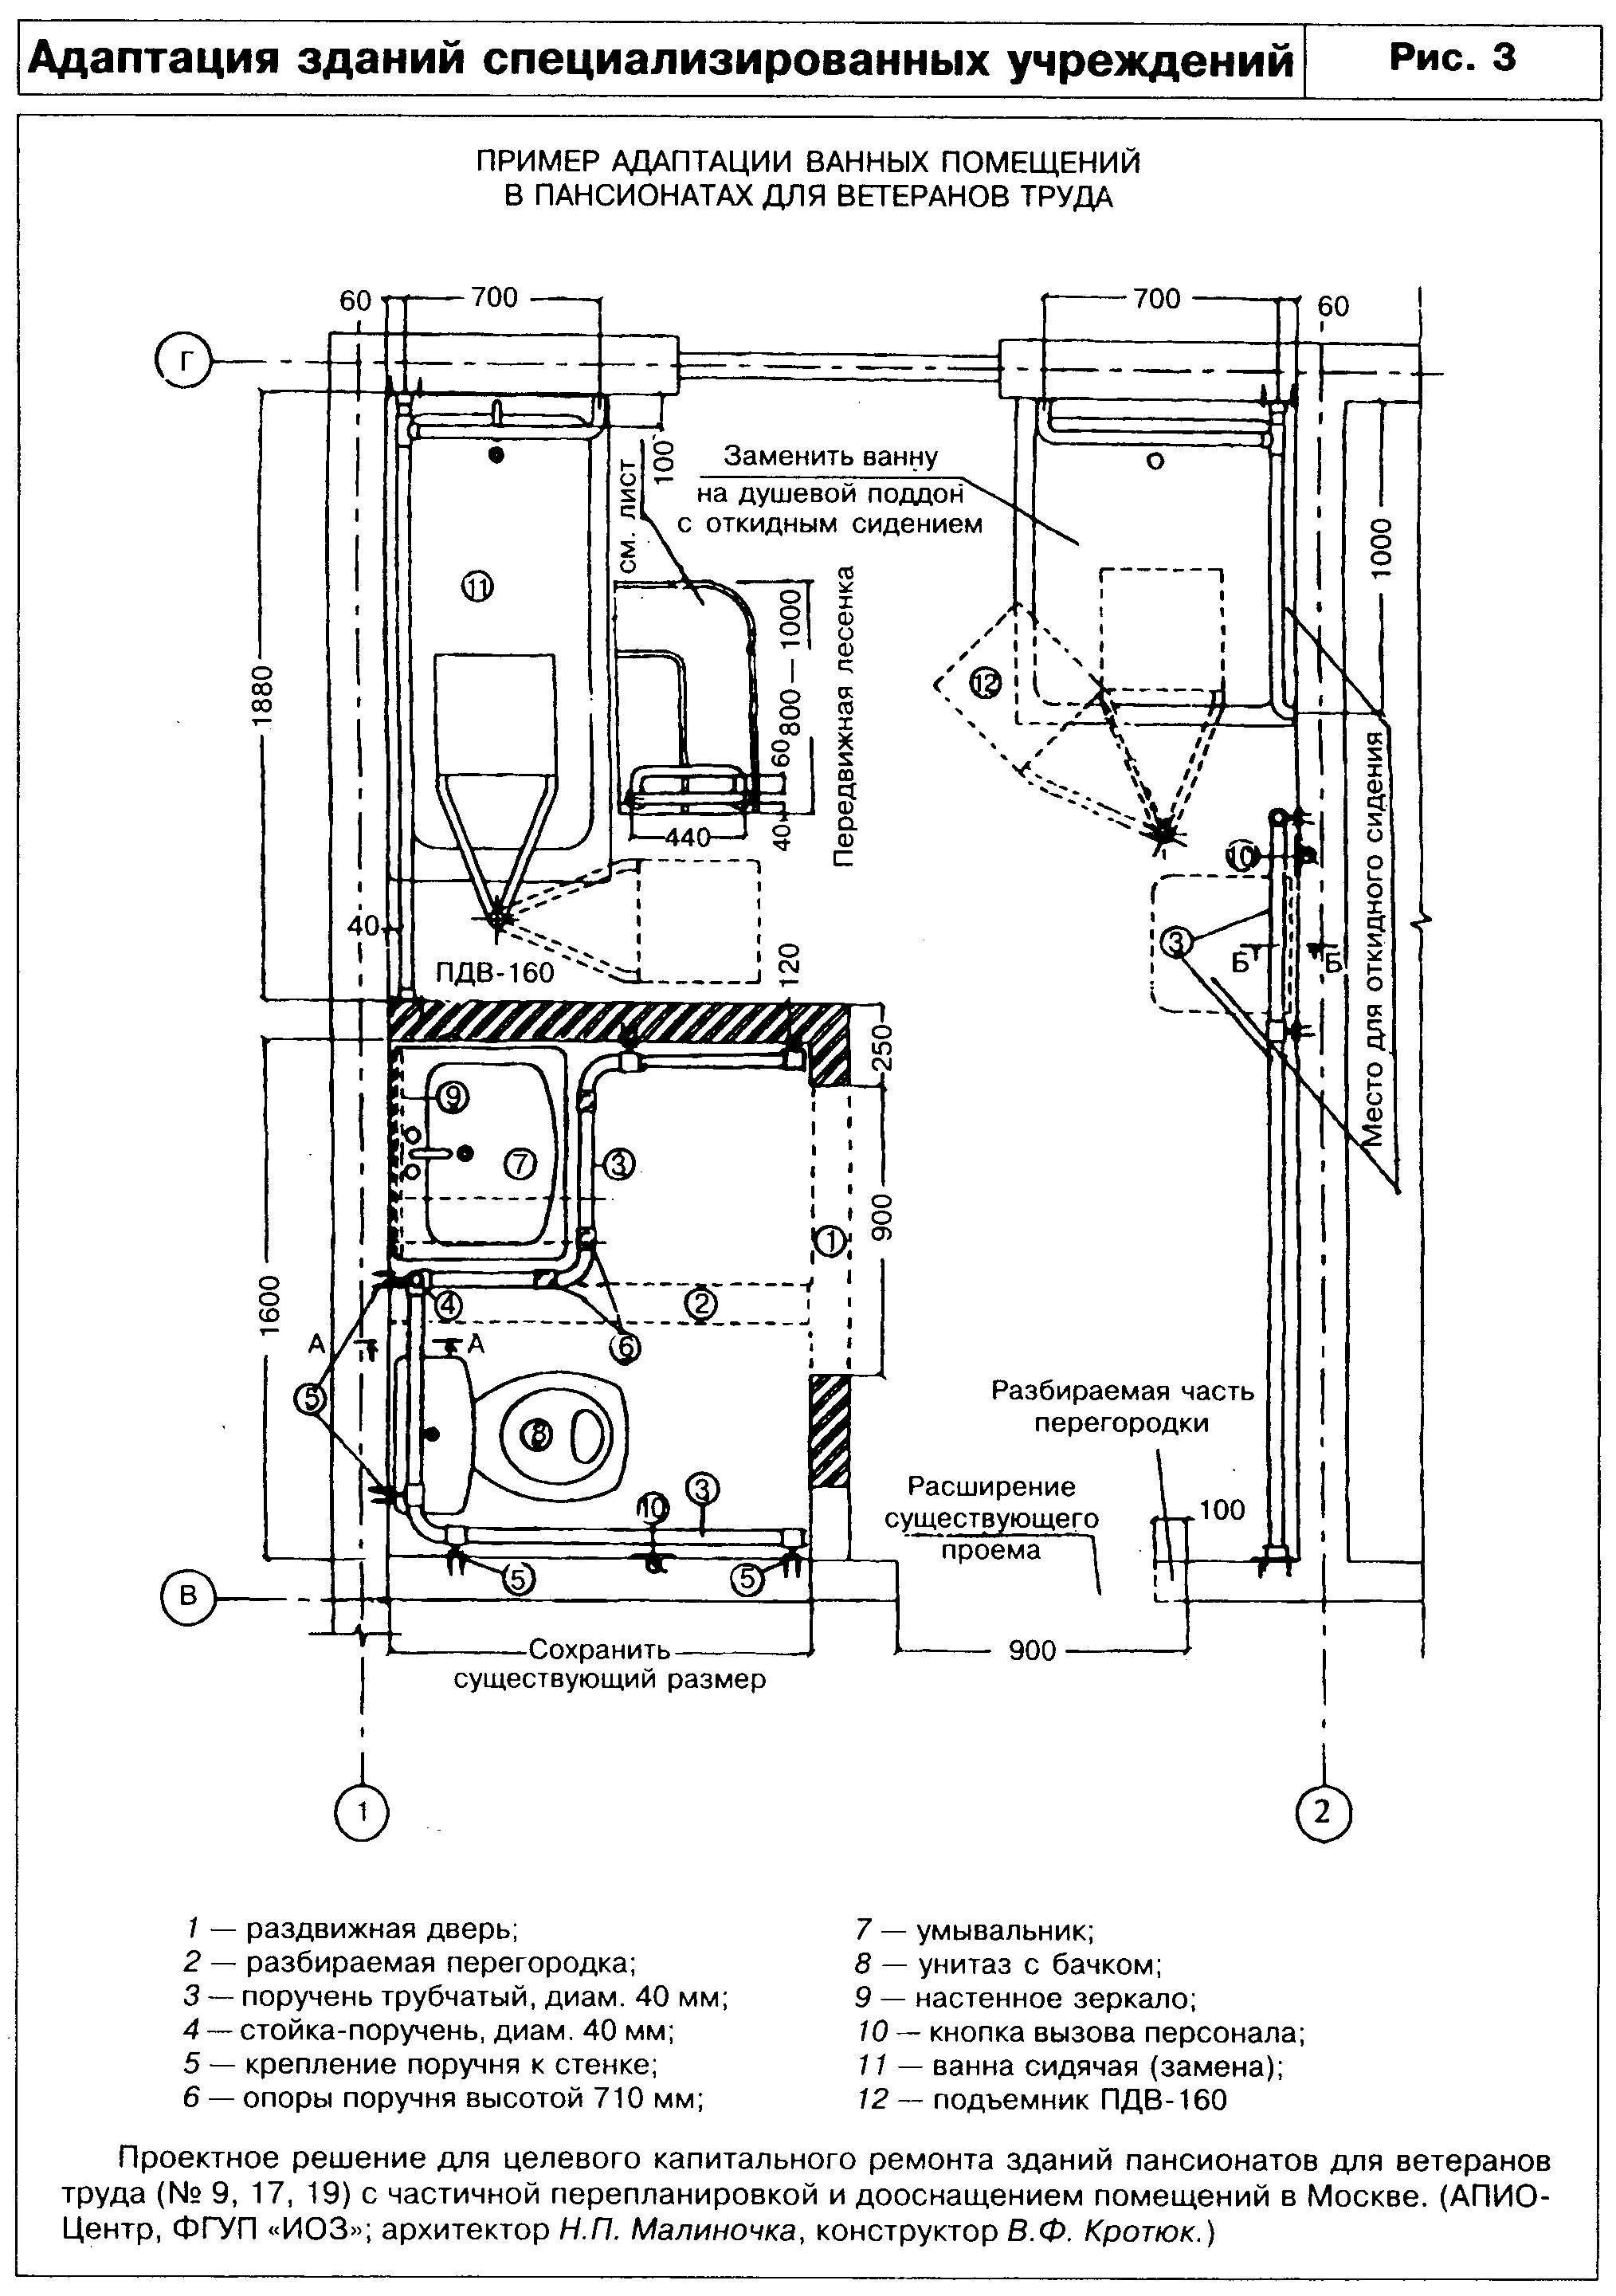 Адаптация зданий специализированных учреждений
Рис. 3
ПРИМЕР АДАПТАЦИИ ВАННЫХ ПОМЕЩЕНИЙ
В ПАНСИОНАТАХ ДЛЯ ВЕТЕРАНОВ ТРУДА
60
700
700
60
Г
100
см. лист
Заменить ванну
на душевой поддон
с откидным сидением
1000
11
1880
800—1000
60
40
440
Передвижная лесенка
12
10
40
ПДВ-160
120
3
Б
Б
Место для откидного сидения
250
9
7
3
1
900
1600
4
2
6
А
А
5
8
Разбираемая часть
перегородки
Расширение
существующего
проема
100
10
3
5
5
В
Сохранить
существующий размер
900
1
2
1 — раздвижная дверь;
2 — разбираемая перегородка;
3 — поручень трубчатый, диам. 40 мм;
4 — стойка-поручень, диам. 40 мм;
5 — крепление поручня к стенке;
6 — опоры поручня высотой 710 мм;
7 — умывальник;
8 — унитаз с бачком;
9 — настенное зеркало;
10 — кнопка вызова персонала;
11 — ванна сидячая (замена);
12 — подъемник ПДВ-160
Проектное решение для целевого капитального ремонта зданий пансионатов для ветеранов
труда (№ 9, 17, 19) с частичной перепланировкой и дооснащением помещений в Москве. (АПИО-
Центр, ФГУП «ИОЗ»; архитектор Н.П. Малиночка, конструктор В.Ф. Кротюк.)